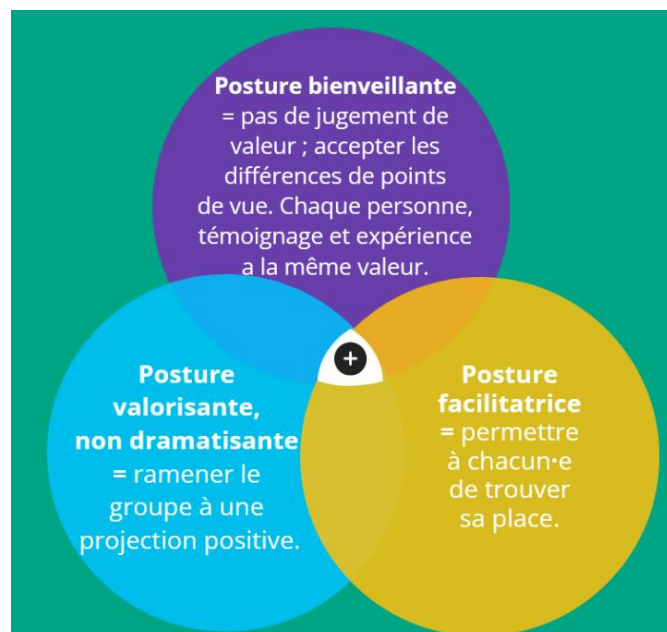 Posture bienveillante
= pas de jugement de
valeur ; accepter les
différences de points
de vue. Chaque personne,
témoignage et expérience
a la même valeur.
+
Posture
valorisante,
non dramatisante
= ramener le
groupe à une
projection positive.
Posture
facilitatrice
= permettre
à chacun·e
de trouver
sa place.